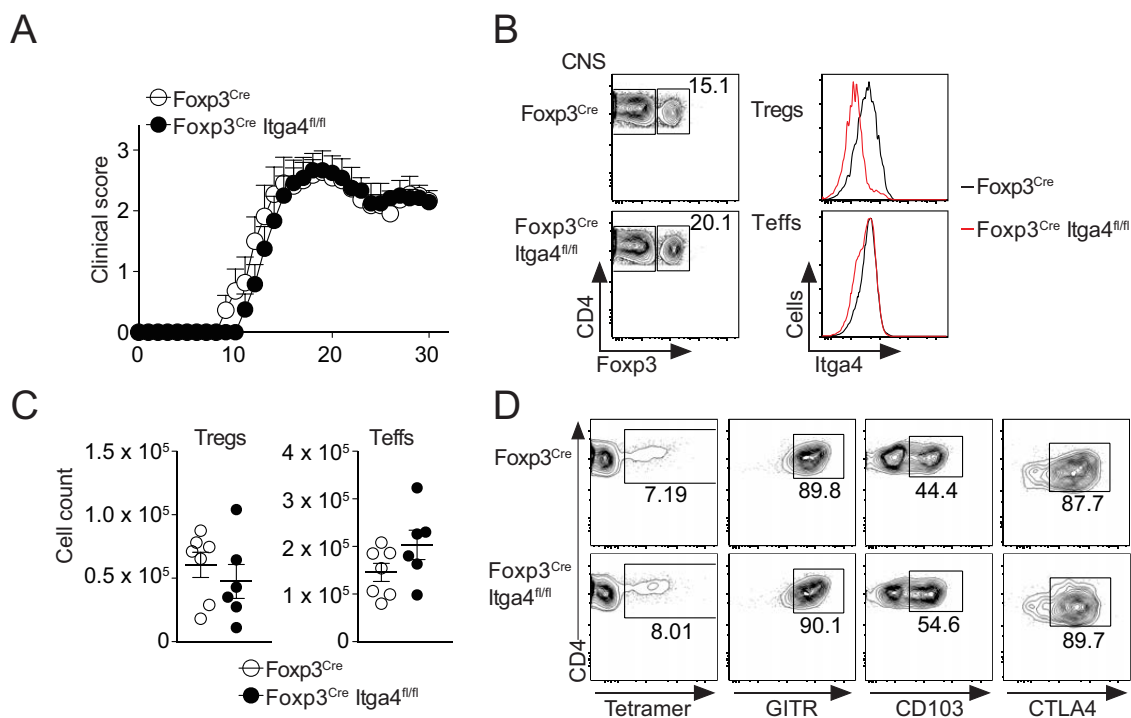 A
Foxp3Cre
Foxp3Cre Itga4fl/fl
Clinical score
3
2
1
0
0 10 20 30
B
CNS
Foxp3Cre
15.1
Foxp3Cre
Itga4fl/fl
20.1
CD4
Foxp3
Tregs
Teffs
Cells
Itga4
Foxp3Cre
Foxp3Cre Itga4fl/fl
C
Cell count
Tregs
1.5 x 10⁵
1.0 x 10⁵
0.5 x 10⁵
0
Teffs
4 x 10⁵
3 x 10⁵
2 x 10⁵
1 x 10⁵
0
Foxp3Cre
Foxp3Cre Itga4fl/fl
D
Foxp3Cre
7.19 89.8 44.4 87.7
Foxp3Cre
Itga4fl/fl
8.01 90.1 54.6 89.7
CD4
Tetramer GITR CD103 CTLA4